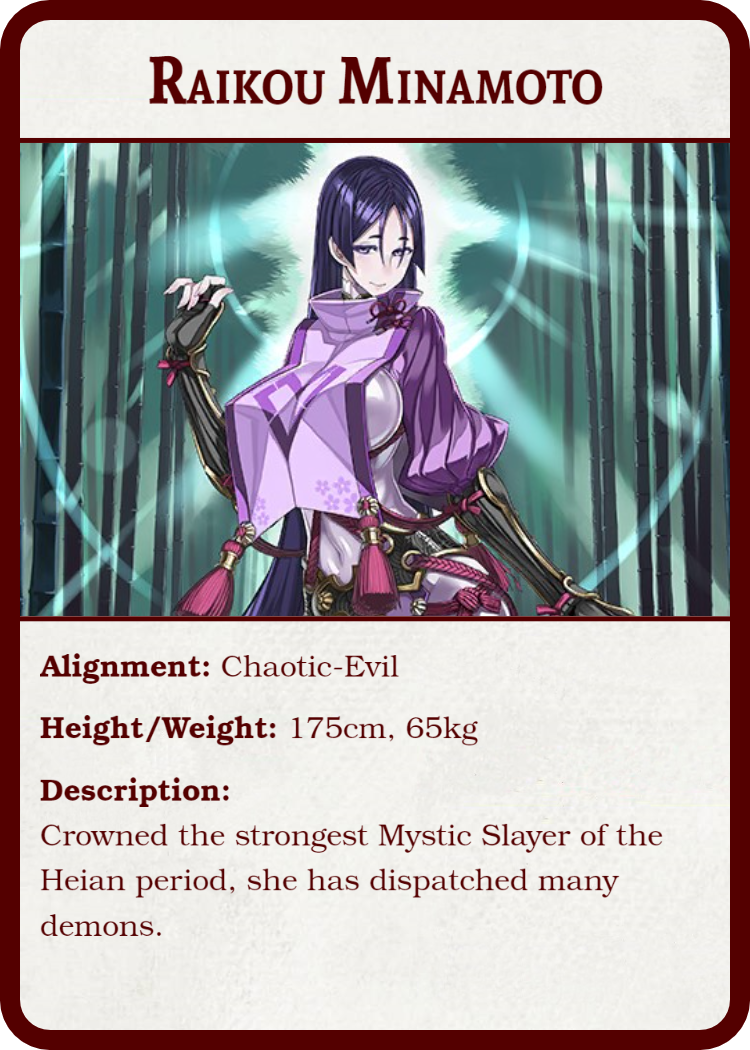 Raikou Minamoto
Alignment: Chaotic-Evil
Height/Weight: 175cm, 65kg
Description:
Crowned the strongest Mystic Slayer of the
Heian period, she has dispatched many
demons.